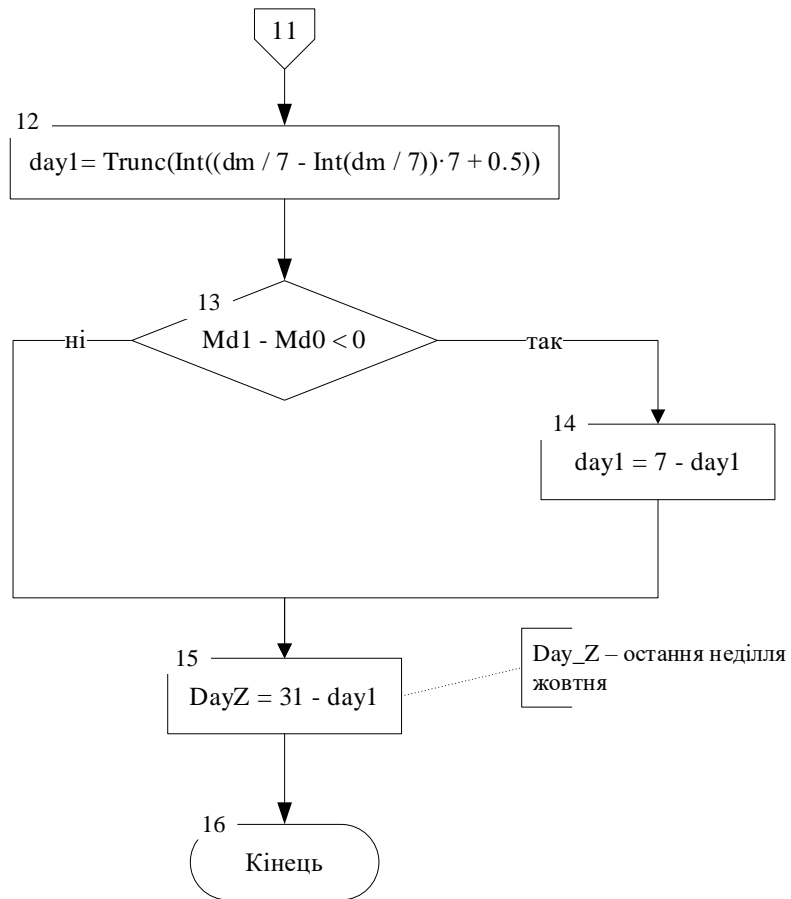 11
12
day1= Trunc(Int((dm / 7 - Int(dm / 7))·7 + 0.5))
13
Md1 - Md0 < 0
ні
так
14
day1 = 7 - day1
15
DayZ = 31 - day1
Day_Z – остання неділля
жовтня
16
Кінець